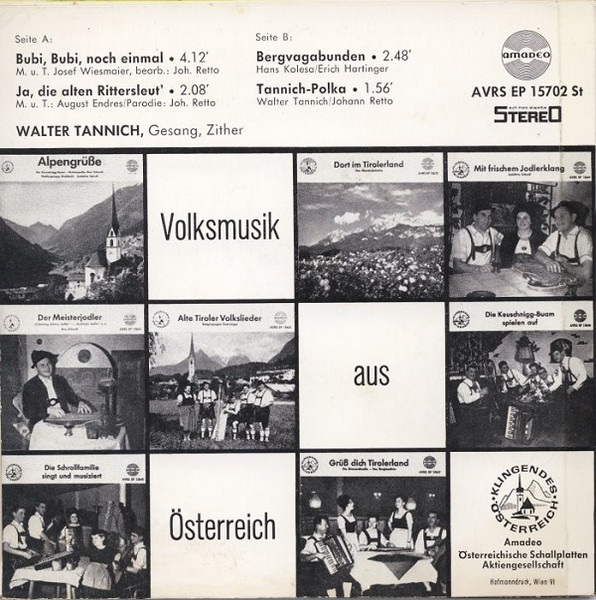 Seite A:
Bubi, Bubi, noch einmal • 4.12'
M. u. T. Josef Wiesmaier, bearb.: Joh. Retto
Ja, die alten Rittersleut' • 2.08'
M. u. T.: August Endres/Parodie: Joh. Retto
WALTER TANNICH, Gesang, Zither
Seite B:
Bergvagabunden • 2.48'
Hans Kolesa/Erich Hartinger
Tannich-Polka • 1.56'
Walter Tannich/Johann Retto
AMADEO
AVRS EP 15702 St
STEREO
Alpengrüße
Volksmusik
Dort im Tirolerland
Mit frischem Jodlerklang
Der Meisterjodler
Alte Tiroler Volkslieder
aus
Die Keuschnigg-Buam
spielen auf
Die Schrollfamilie
singt und musiziert
Österreich
Grüß dich Tirolerland
KLINGENDES
ÖSTERREICH
Amadeo
Österreichische Schallplatten
Aktiengesellschaft
Hofmanndruck, Wien VI